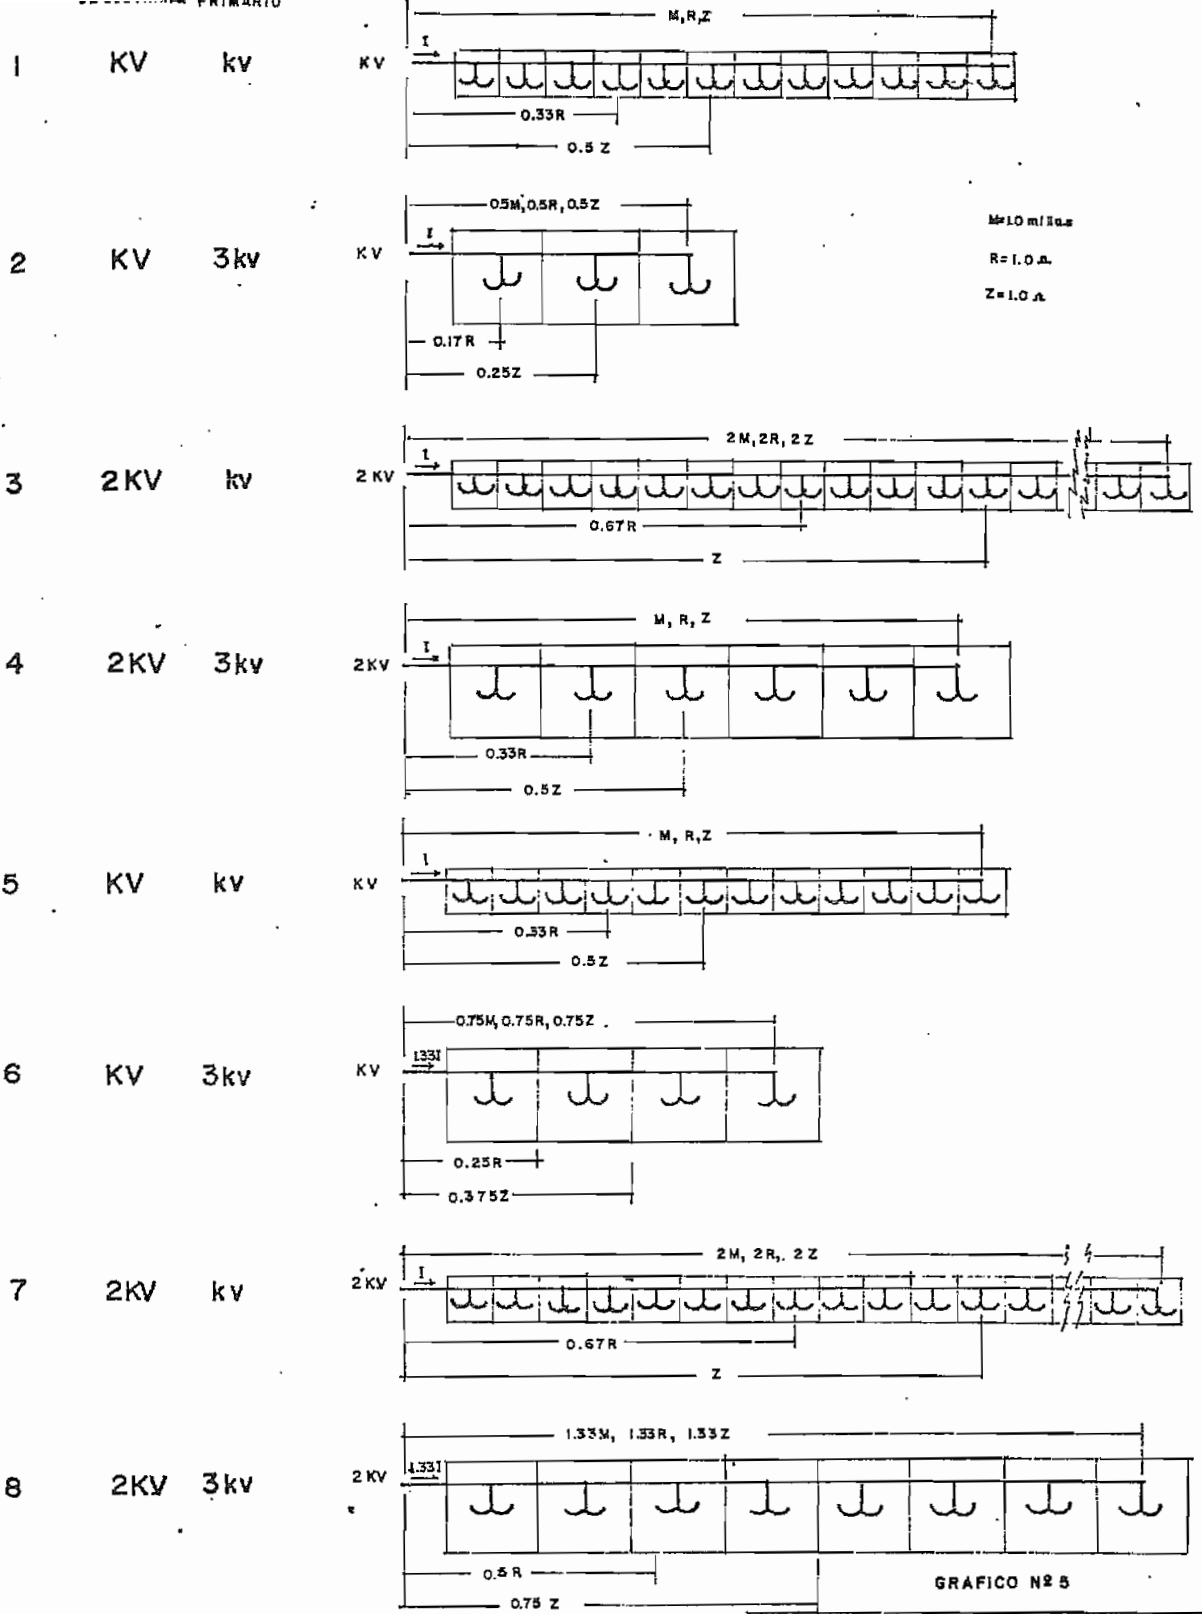 PRIMARIO
M,R,Z
1 KV kv KV I
0.33R
0.5 Z
0.5M,0.5R,0.5Z
2 KV 3kv KV I
M=1.0 millas
R=1.0 Ω
Z=1.0 Ω
0.17R
0.25Z
2M,2R,2Z
3 2KV kv 2KV I
0.67R
Z
M, R, Z
4 2KV 3kv 2KV I
0.33R
0.5Z
M, R,Z
5 KV kv KV I
0.33R
0.5Z
0.75M,0.75R,0.75Z
6 KV 3kv KV 1.33I
0.25R
0.375Z
2M, 2R, 2Z
7 2KV kv 2KV I
0.67R
Z
1.33M, 1.33R, 1.33Z
8 2KV 3kv 2KV 1.33I
0.5R
0.75 Z
GRAFICO Nº 5